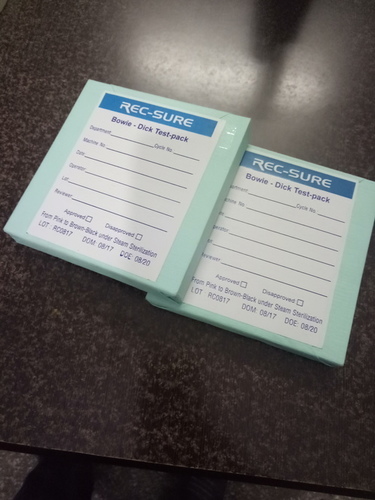 REC-SURE
Bowie - Dick Test-pack
Department
Machine No. Cycle No.
Date
Operator
Lot
Reviewer
Approved Disapproved
From Pink to Brown-Black under Steam Sterilization
LOT : RC0817 DOM: 08/17 DOE: 08/20
REC-SURE
Bowie - Dick Test-pack
Cycle No.
Approved Disapproved
From Pink to Brown-Black under Steam Sterilization
LOT : RC0817 DOM: 08/17 DOE: 08/20